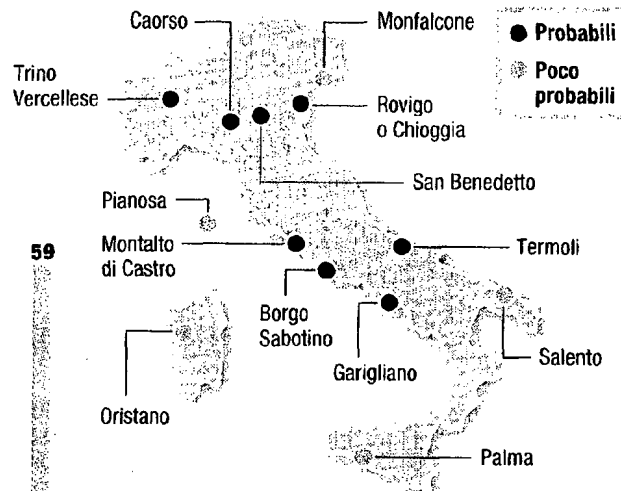 Caorso
Monfalcone
Probabili
Poco
probabili
Trino
Vercellese
Rovigo
o Chioggia
San Benedetto
Pianosa
59
Montalto
di Castro
Termoli
Borgo
Sabotino
Garigliano
Salento
Oristano
Palma